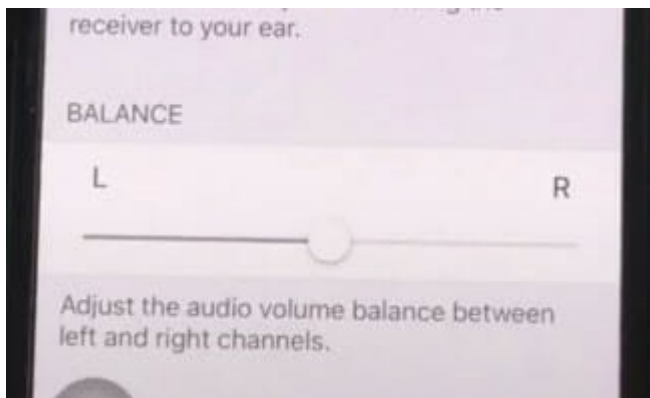 receiver to your ear.
BALANCE
L R
Adjust the audio volume balance between
left and right channels.